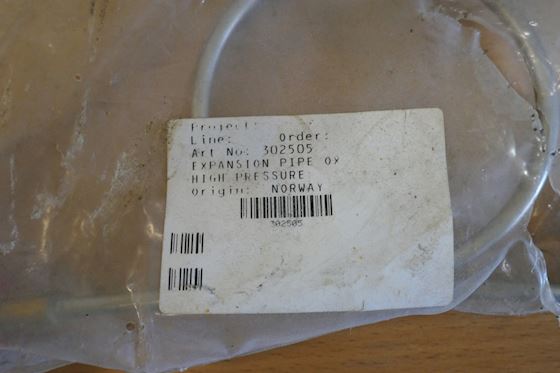 Project:
Line: Order:
Art No: 302505
EXPANSION PIPE OX
HIGH PRESSURE
Origin: NORWAY
302505